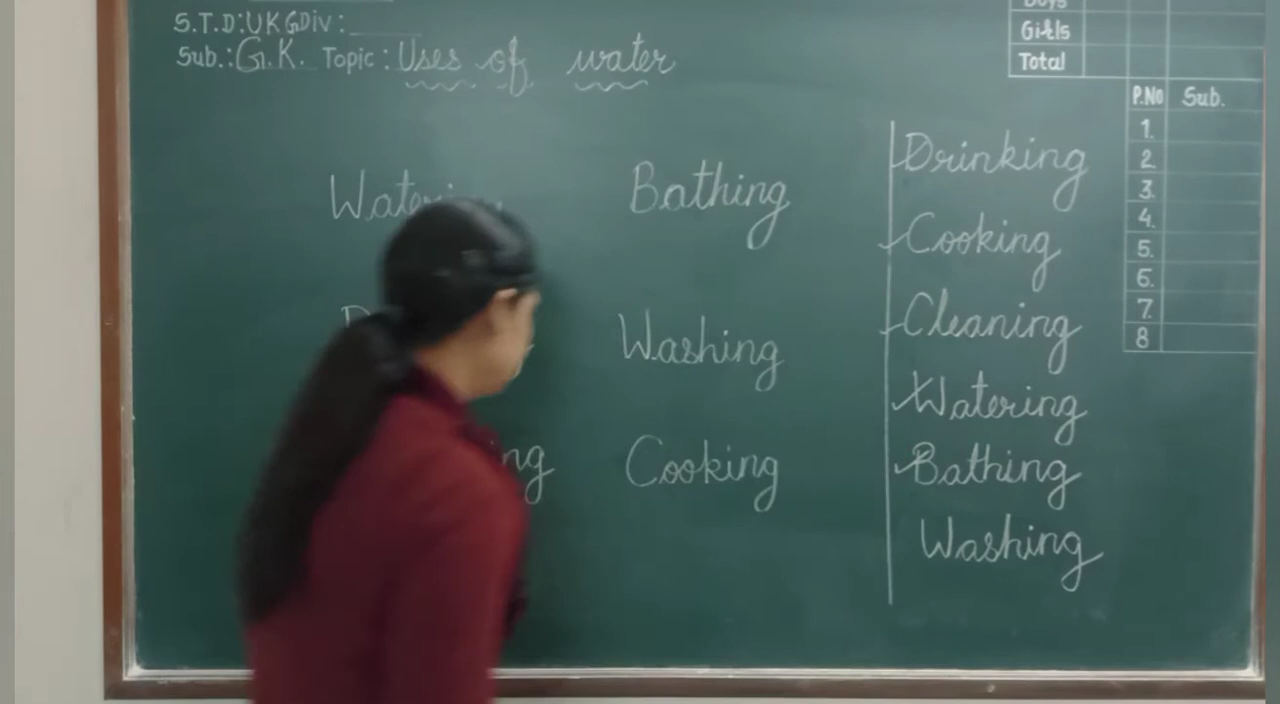 S.T.D:UKG Div:
Sub.:G.K. Topic: Uses of water
Bathing
Washing
Cooking
Drinking
Cooking
Cleaning
Watering
Bathing
Washing
Boys
Girls
Total
P.No Sub.
1.
2.
3.
4.
5.
6.
7.
8